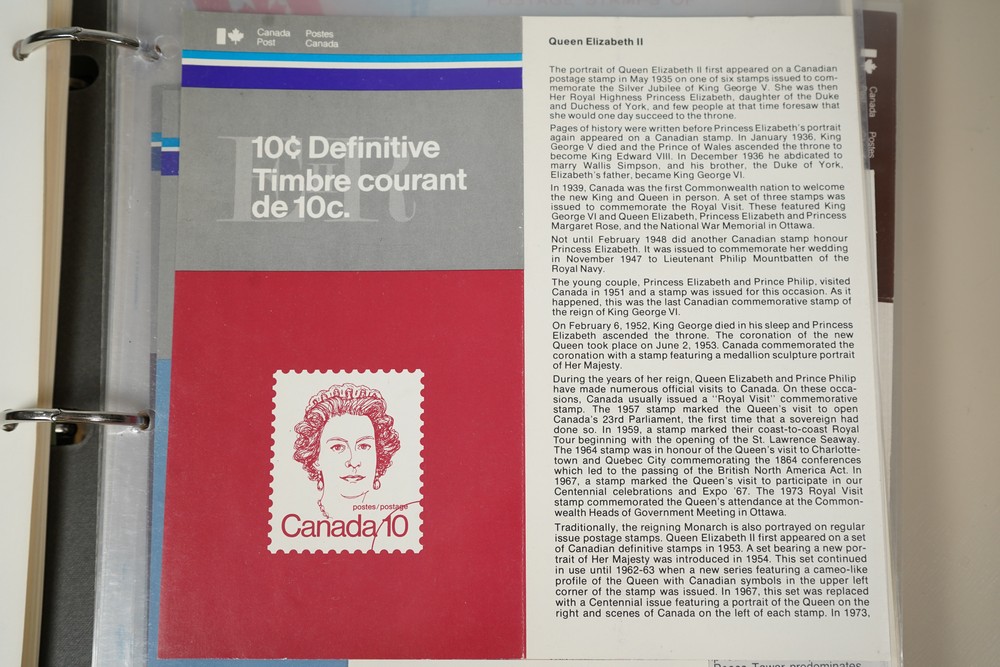 POSTAGE STAMPS OF
Canada Post
Postes Canada
10¢ Definitive
Timbre courant
de 10c.
postes/postage
Canada 10
Queen Elizabeth II
The portrait of Queen Elizabeth II first appeared on a Canadian
postage stamp in May 1935 on one of six stamps issued to com-
memorate the Silver Jubilee of King George V. She was then
Her Royal Highness Princess Elizabeth, daughter of the Duke
and Duchess of York, and few people at that time foresaw that
she would one day succeed to the throne.
Pages of history were written before Princess Elizabeth's portrait
again appeared on a Canadian stamp. In January 1936, King
George V died and the Prince of Wales ascended the throne to
become King Edward VIII. In December 1936 he abdicated to
marry Wallis Simpson, and his brother, the Duke of York,
Elizabeth's father, became King George VI.
In 1939, Canada was the first Commonwealth nation to welcome
the new King and Queen in person. A set of three stamps was
issued to commemorate the Royal Visit. These featured King
George VI and Queen Elizabeth, Princess Elizabeth and Princess
Margaret Rose, and the National War Memorial in Ottawa.
Not until February 1948 did another Canadian stamp honour
Princess Elizabeth. It was issued to commemorate her wedding
in November 1947 to Lieutenant Philip Mountbatten of the
Royal Navy.
The young couple, Princess Elizabeth and Prince Philip, visited
Canada in 1951 and a stamp was issued for this occasion. As it
happened, this was the last Canadian commemorative stamp of
the reign of King George VI.
On February 6, 1952, King George died in his sleep and Princess
Elizabeth ascended the throne. The coronation of the new
Queen took place on June 2, 1953. Canada commemorated the
coronation with a stamp featuring a medallion sculpture portrait
of Her Majesty.
During the years of her reign, Queen Elizabeth and Prince Philip
have made numerous official visits to Canada. On these occa-
sions, Canada usually issued a "Royal Visit" commemorative
stamp. The 1957 stamp marked the Queen's visit to open
Canada's 23rd Parliament, the first time that a sovereign had
done so. In 1959, a stamp marked their coast-to-coast Royal
Tour beginning with the opening of the St. Lawrence Seaway.
The 1964 stamp was in honour of the Queen's visit to Charlotte-
town and Quebec City commemorating the 1864 conferences
which led to the passing of the British North America Act. In
1967, a stamp marked the Queen's visit to participate in our
Centennial celebrations and Expo '67. The 1973 Royal Visit
stamp commemorated the Queen's attendance at the Common-
wealth Heads of Government Meeting in Ottawa.
Traditionally, the reigning Monarch is also portrayed on regular
issue postage stamps. Queen Elizabeth II first appeared on a set
of Canadian definitive stamps in 1953. A set bearing a new por-
trait of Her Majesty was introduced in 1954. This set continued
in use until 1962-63 when a new series featuring a cameo-like
profile of the Queen with Canadian symbols in the upper left
corner of the stamp was issued. In 1967, this set was replaced
with a Centennial issue featuring a portrait of the Queen on the
right and scenes of Canada on the left of each stamp. In 1973,
Canada
Postes
Tower predominates